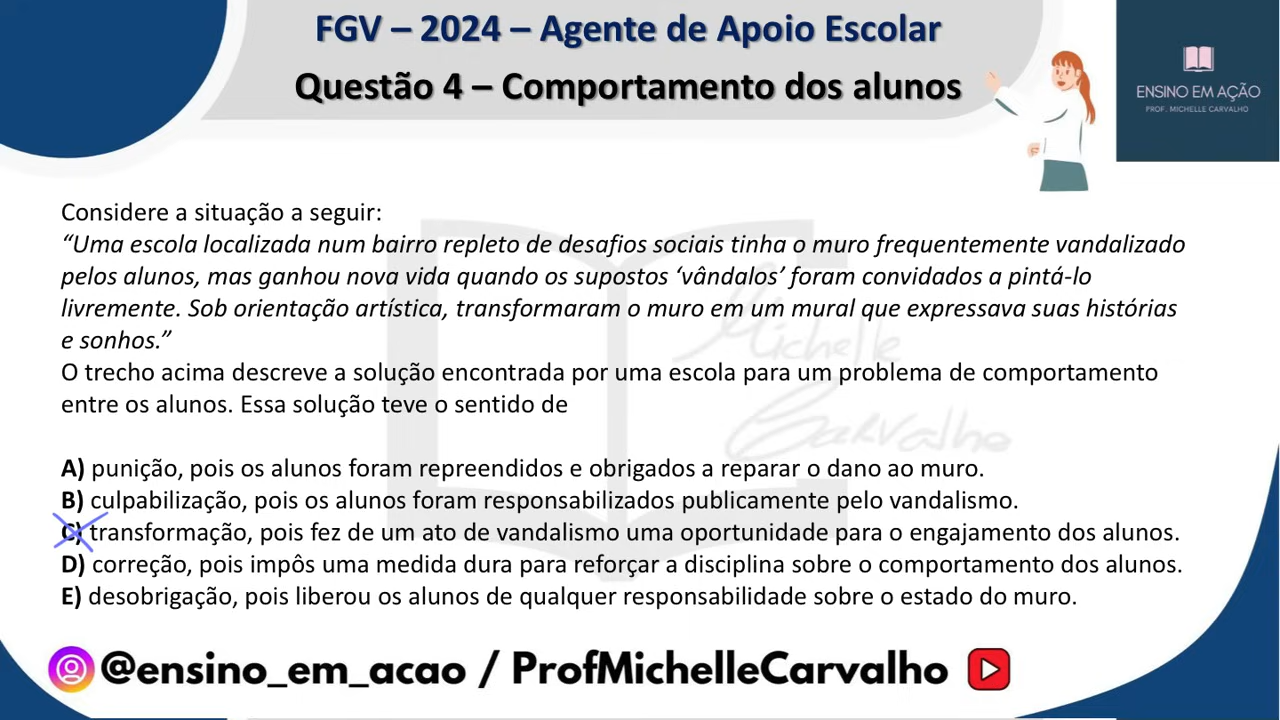 FGV – 2024 – Agente de Apoio Escolar
Questão 4 – Comportamento dos alunos
ENSINO EM AÇÃO
PROF. MICHELLE CARVALHO
Considere a situação a seguir:
“Uma escola localizada num bairro repleto de desafios sociais tinha o muro frequentemente vandalizado
pelos alunos, mas ganhou nova vida quando os supostos ‘vândalos’ foram convidados a pintá-lo
livremente. Sob orientação artística, transformaram o muro em um mural que expressava suas histórias
e sonhos.”
O trecho acima descreve a solução encontrada por uma escola para um problema de comportamento
entre os alunos. Essa solução teve o sentido de
A) punição, pois os alunos foram repreendidos e obrigados a reparar o dano ao muro.
B) culpabilização, pois os alunos foram responsabilizados publicamente pelo vandalismo.
C) transformação, pois fez de um ato de vandalismo uma oportunidade para o engajamento dos alunos.
D) correção, pois impôs uma medida dura para reforçar a disciplina sobre o comportamento dos alunos.
E) desobrigação, pois liberou os alunos de qualquer responsabilidade sobre o estado do muro.
Michelle
Carvalho
@ensino_em_acao / ProfMichelleCarvalho